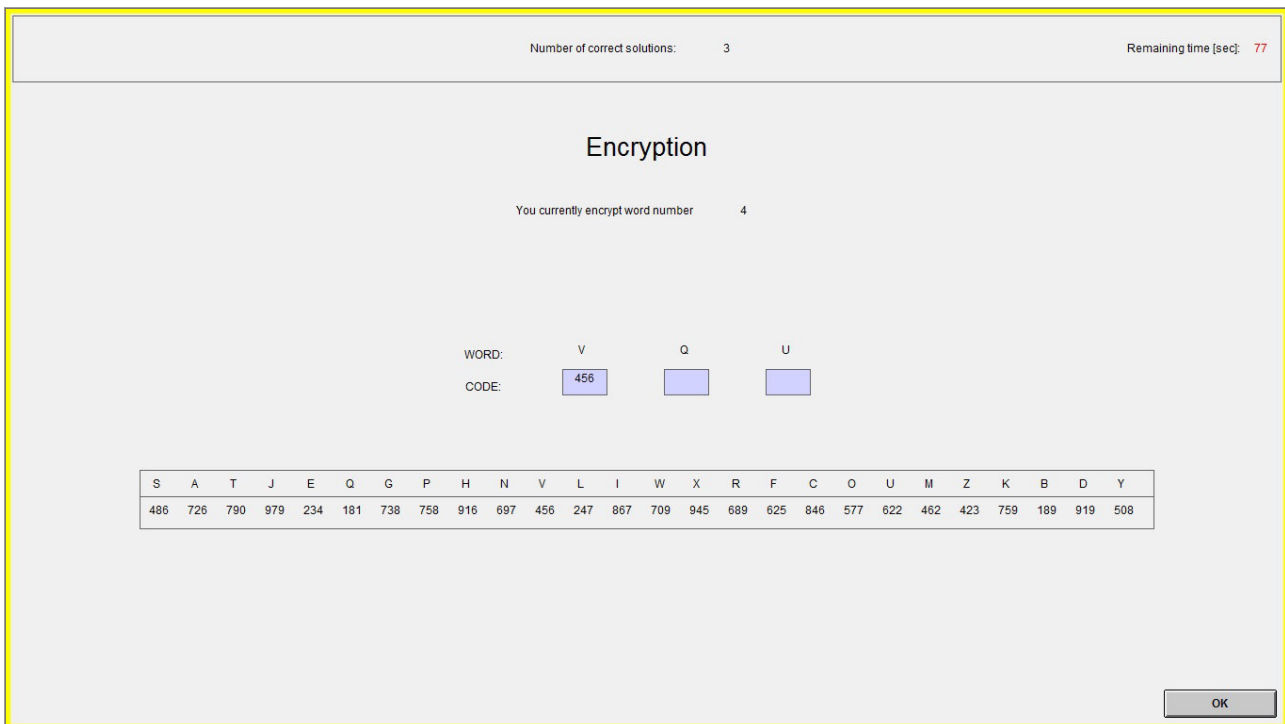 Number of correct solutions: 3 Remaining time [sec]: 77
Encryption
You currently encrypt word number 4
WORD: V Q U
CODE: 456
S A T J E Q G P H N V L I W X R F C O U M Z K B D Y
486 726 790 979 234 181 738 758 916 697 456 247 867 709 945 689 625 846 577 622 462 423 759 189 919 508
OK